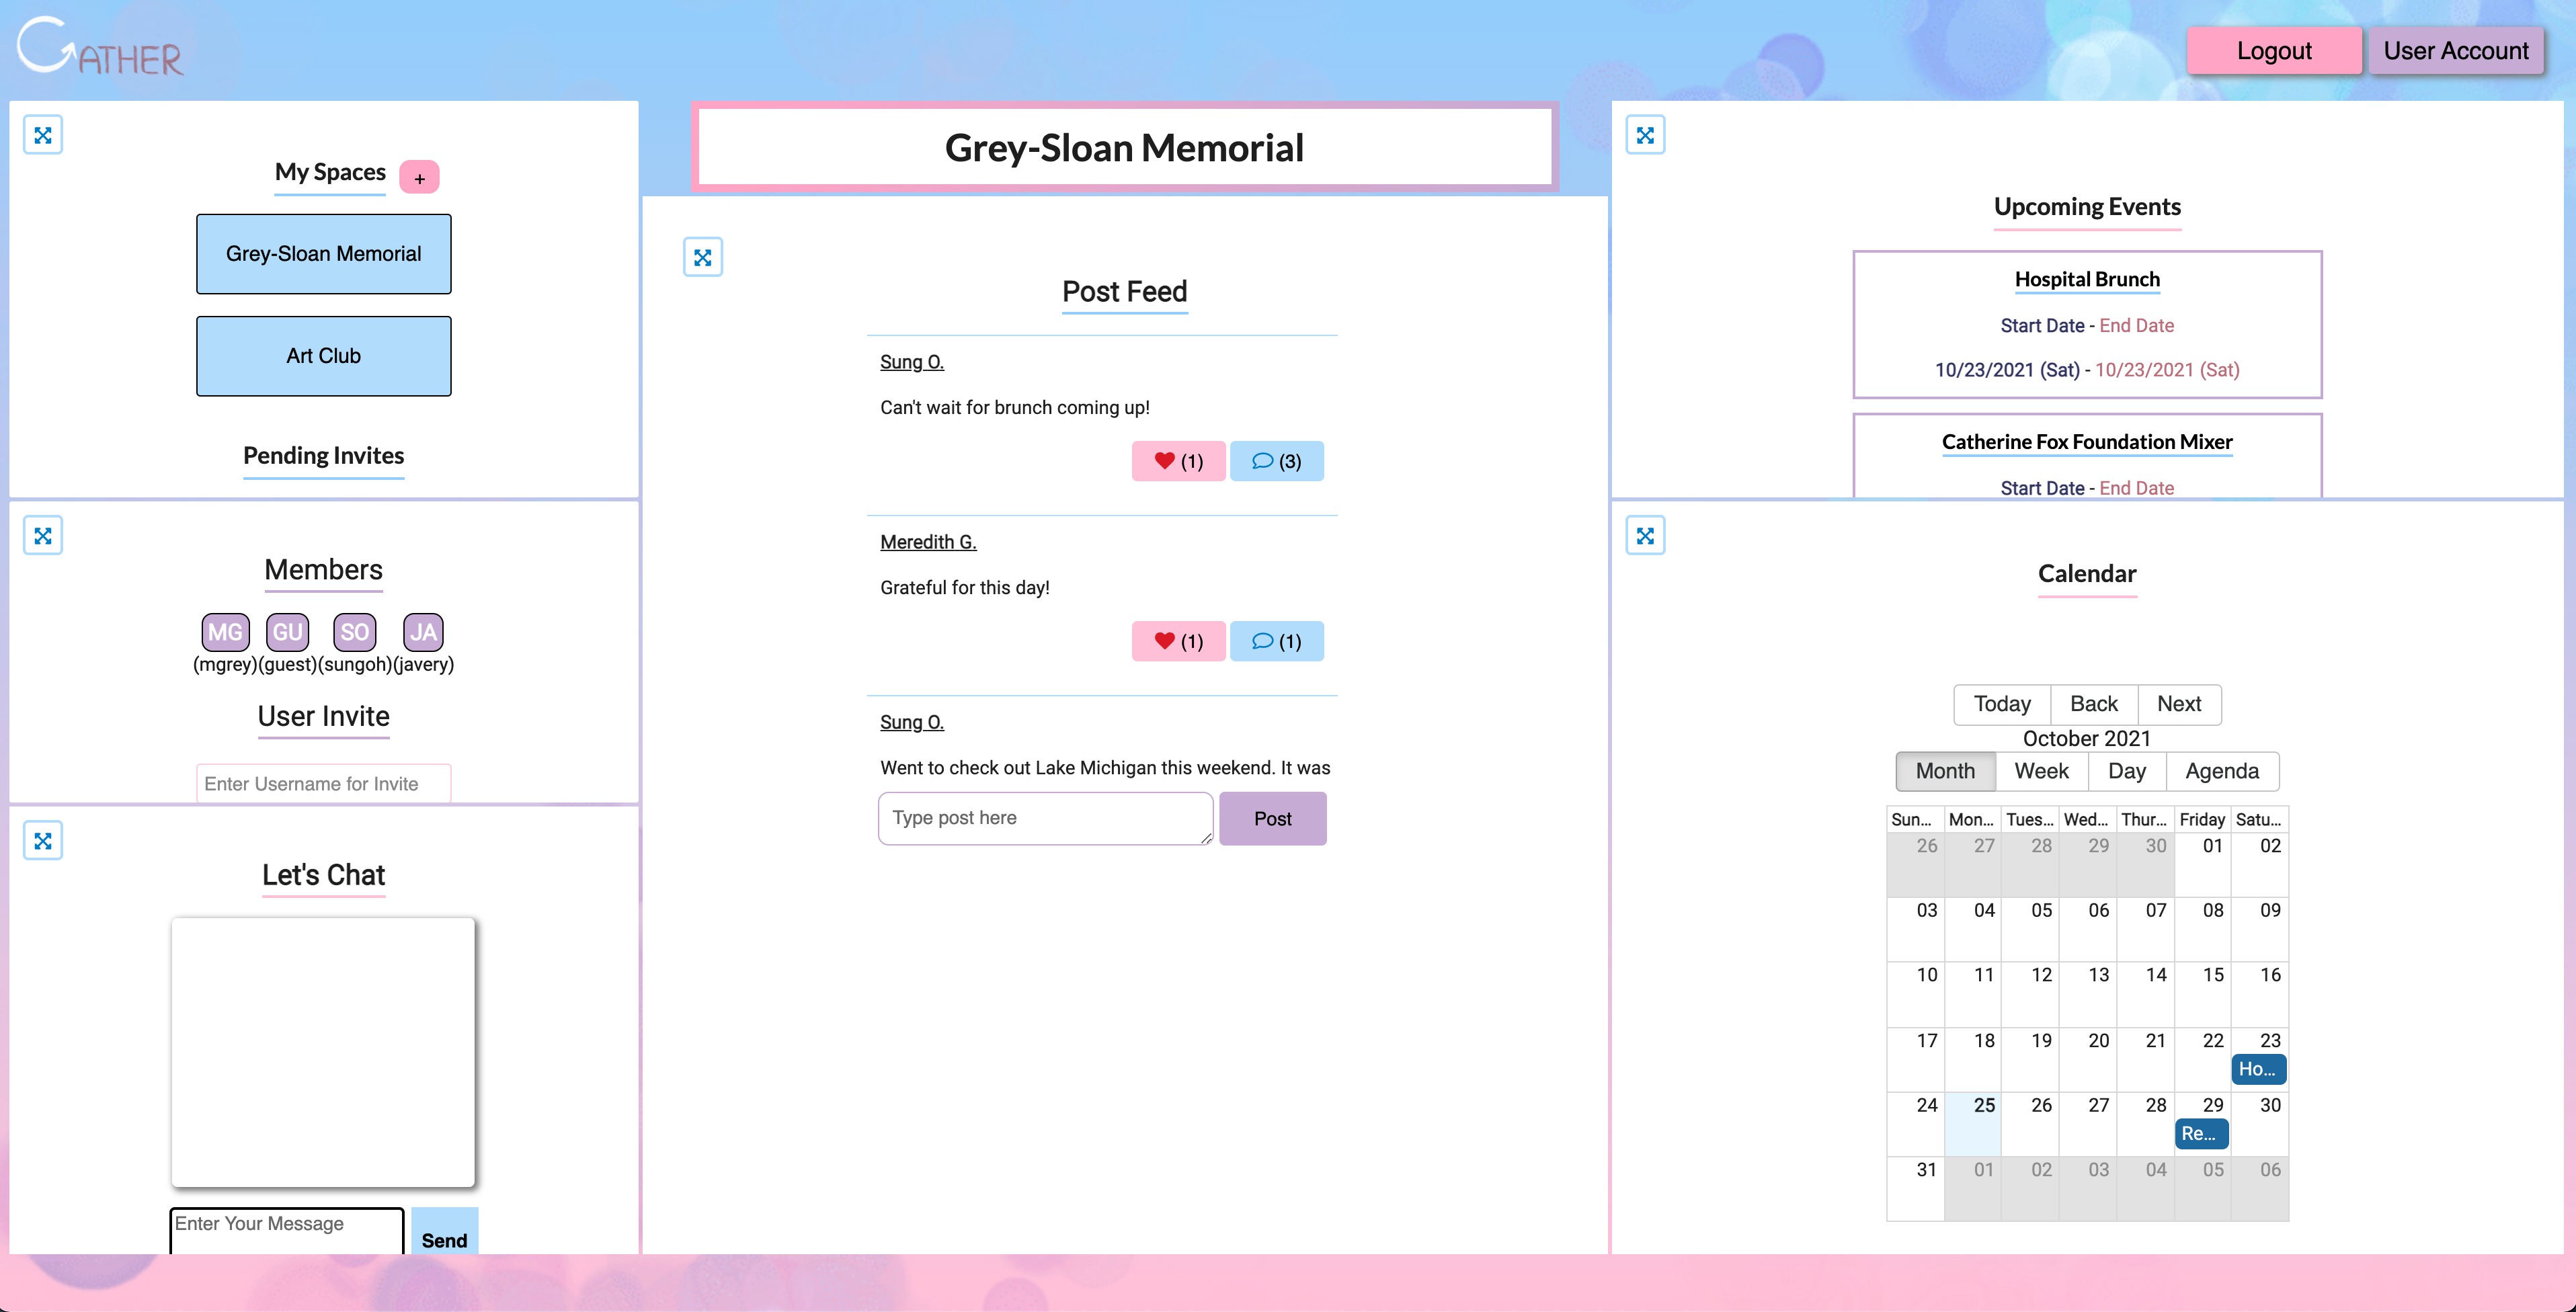 GATHER
Logout
User Account
My Spaces +
Grey-Sloan Memorial
Art Club
Pending Invites
Members
MG GU SO JA
(mgrey)(guest)(sungoh)(javery)
User Invite
Enter Username for Invite
Let's Chat
Enter Your Message
Send
Grey-Sloan Memorial
Post Feed
Sung O.
Can't wait for brunch coming up!
(1) (3)
Meredith G.
Grateful for this day!
(1) (1)
Sung O.
Went to check out Lake Michigan this weekend. It was
Type post here
Post
Upcoming Events
Hospital Brunch
Start Date - End Date
10/23/2021 (Sat) - 10/23/2021 (Sat)
Catherine Fox Foundation Mixer
Start Date - End Date
Calendar
Today Back Next
October 2021
Month Week Day Agenda
Sun... Mon... Tues... Wed... Thur... Friday Satu...
26 27 28 29 30 01 02
03 04 05 06 07 08 09
10 11 12 13 14 15 16
17 18 19 20 21 22 23
Ho...
24 25 26 27 28 29 30
Re...
31 01 02 03 04 05 06